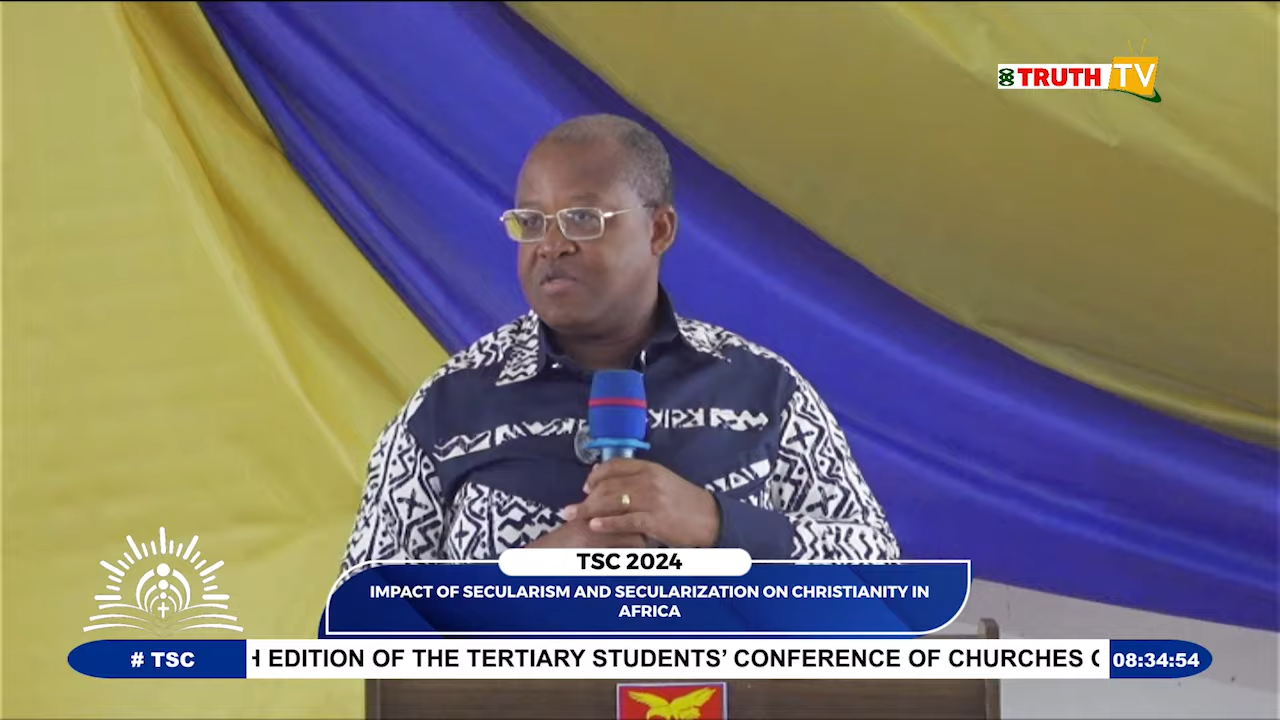 TRUTH TV
TSC 2024
IMPACT OF SECULARISM AND SECULARIZATION ON CHRISTIANITY IN
AFRICA
# TSC
EDITION OF THE TERTIARY STUDENTS' CONFERENCE OF CHURCHES
08:34:54